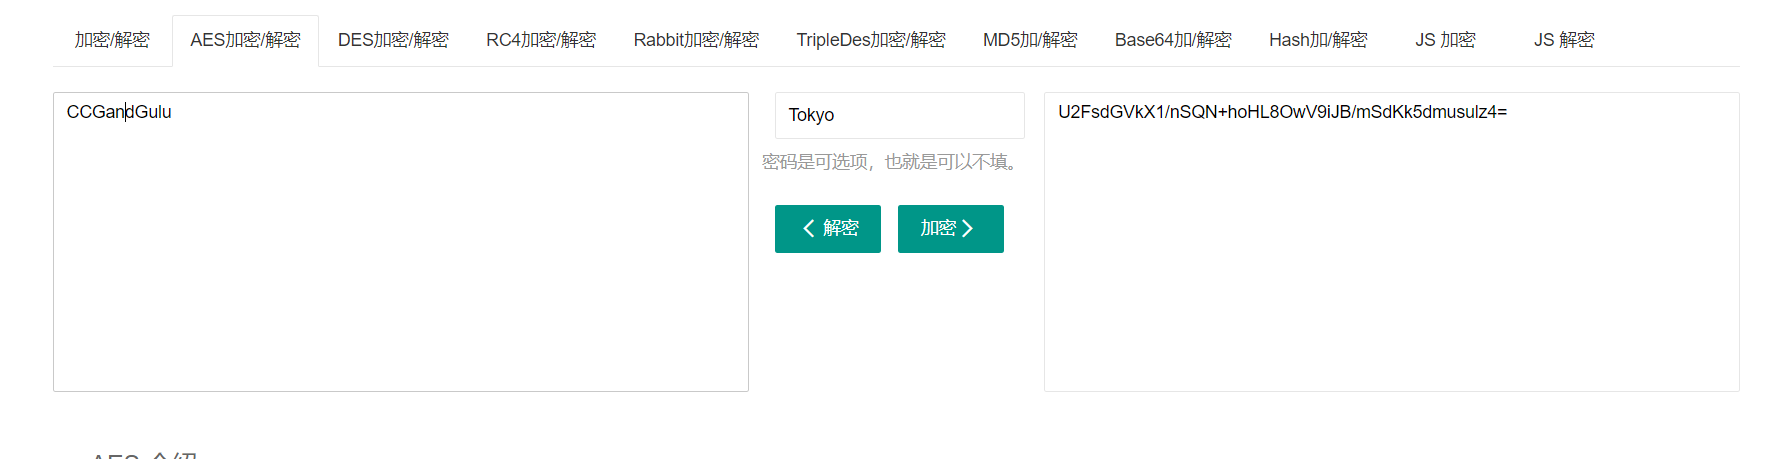 加密/解密 AES加密/解密 DES加密/解密 RC4加密/解密 Rabbit加密/解密 TripleDes加密/解密 MD5加/解密 Base64加/解密 Hash加/解密 JS 加密 JS 解密
CCGandGulu
Tokyo
密码是可选项，也就是可以不填。
解密 加密
U2FsdGVkX1/nSQN+hoHL8OwV9iJB/mSdKk5dmusulz4=
AES 介绍